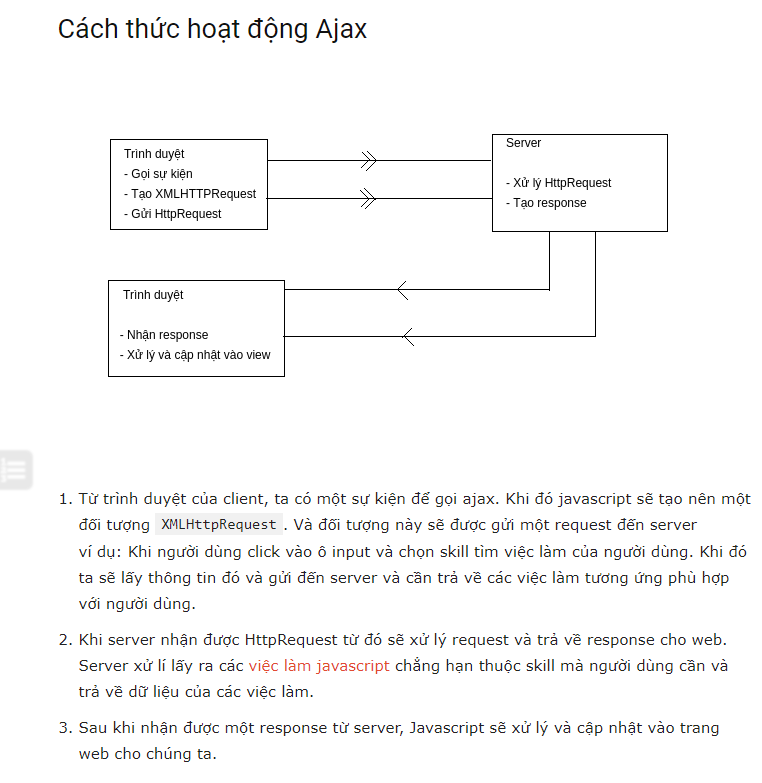 Cách thức hoạt động Ajax
Trình duyệt
- Gọi sự kiện
- Tạo XMLHTTPRequest
- Gửi HttpRequest
Server
- Xử lý HttpRequest
- Tạo response
Trình duyệt
- Nhận response
- Xử lý và cập nhật vào view
1. Từ trình duyệt của client, ta có một sự kiện để gọi ajax. Khi đó javascript sẽ tạo nên một
đối tượng XMLHttpRequest . Và đối tượng này sẽ được gửi một request đến server
ví dụ: Khi người dùng click vào ô input và chọn skill tìm việc làm của người dùng. Khi đó
ta sẽ lấy thông tin đó và gửi đến server và cần trả về các việc làm tương ứng phù hợp
với người dùng.
2. Khi server nhận được HttpRequest từ đó sẽ xử lý request và trả về response cho web.
Server xử lí lấy ra các việc làm javascript chẳng hạn thuộc skill mà người dùng cần và
trả về dữ liệu của các việc làm.
3. Sau khi nhận được một response từ server, Javascript sẽ xử lý và cập nhật vào trang
web cho chúng ta.